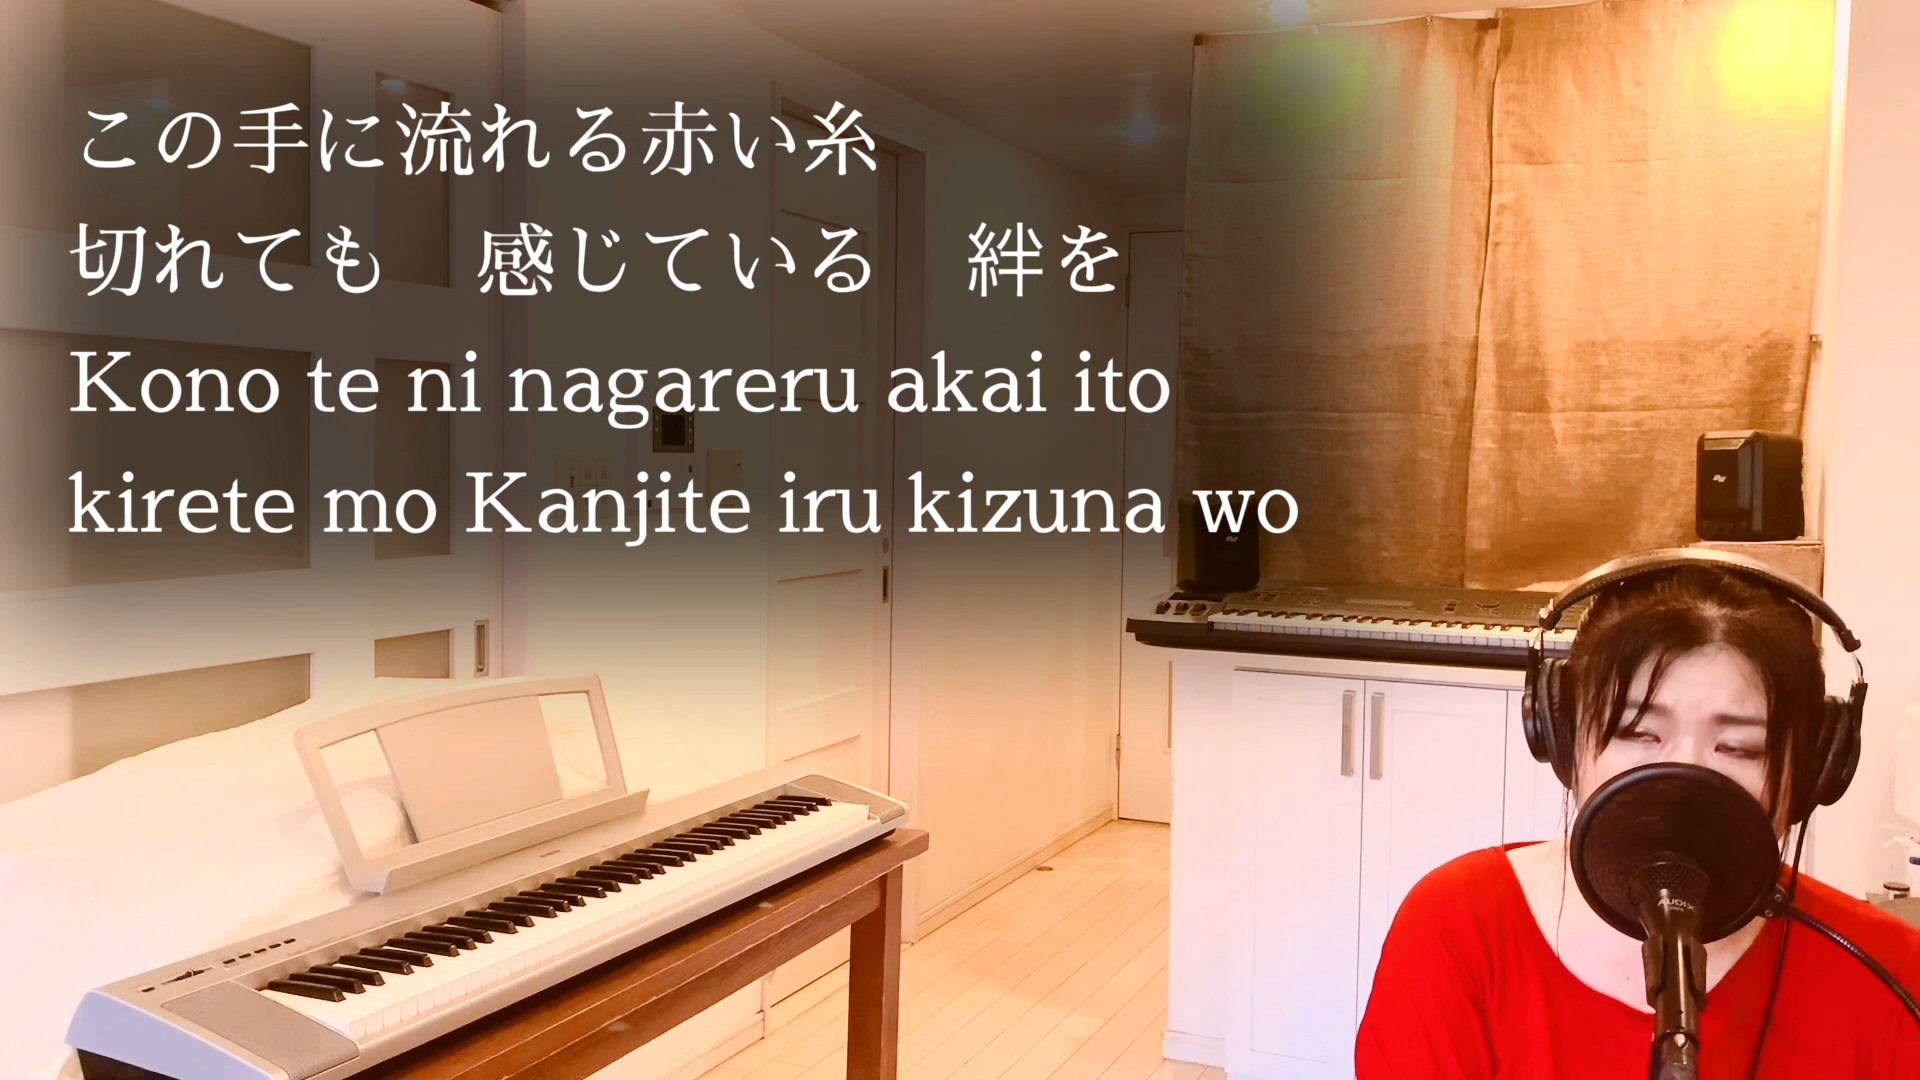 この手に流れる赤い糸
切れても　感じている　絆を
Kono te ni nagareru akai ito
kirete mo Kanjite iru kizuna wo
AUDIX